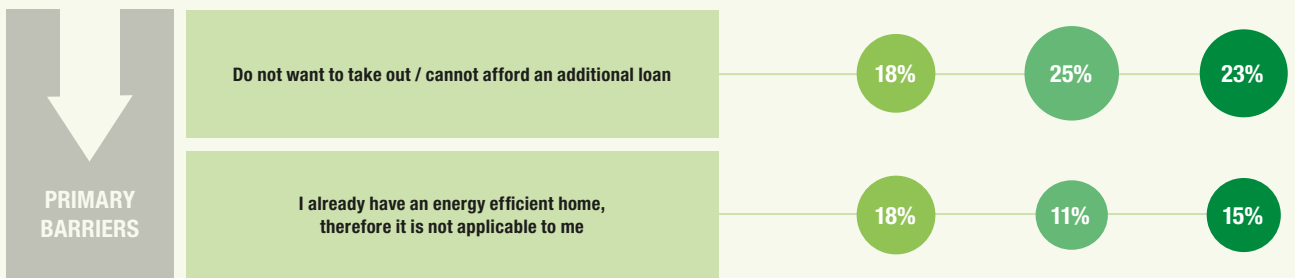 Do not want to take out / cannot afford an additional loan
18%
25%
23%
PRIMARY
BARRIERS
I already have an energy efficient home,
therefore it is not applicable to me
18%
11%
15%